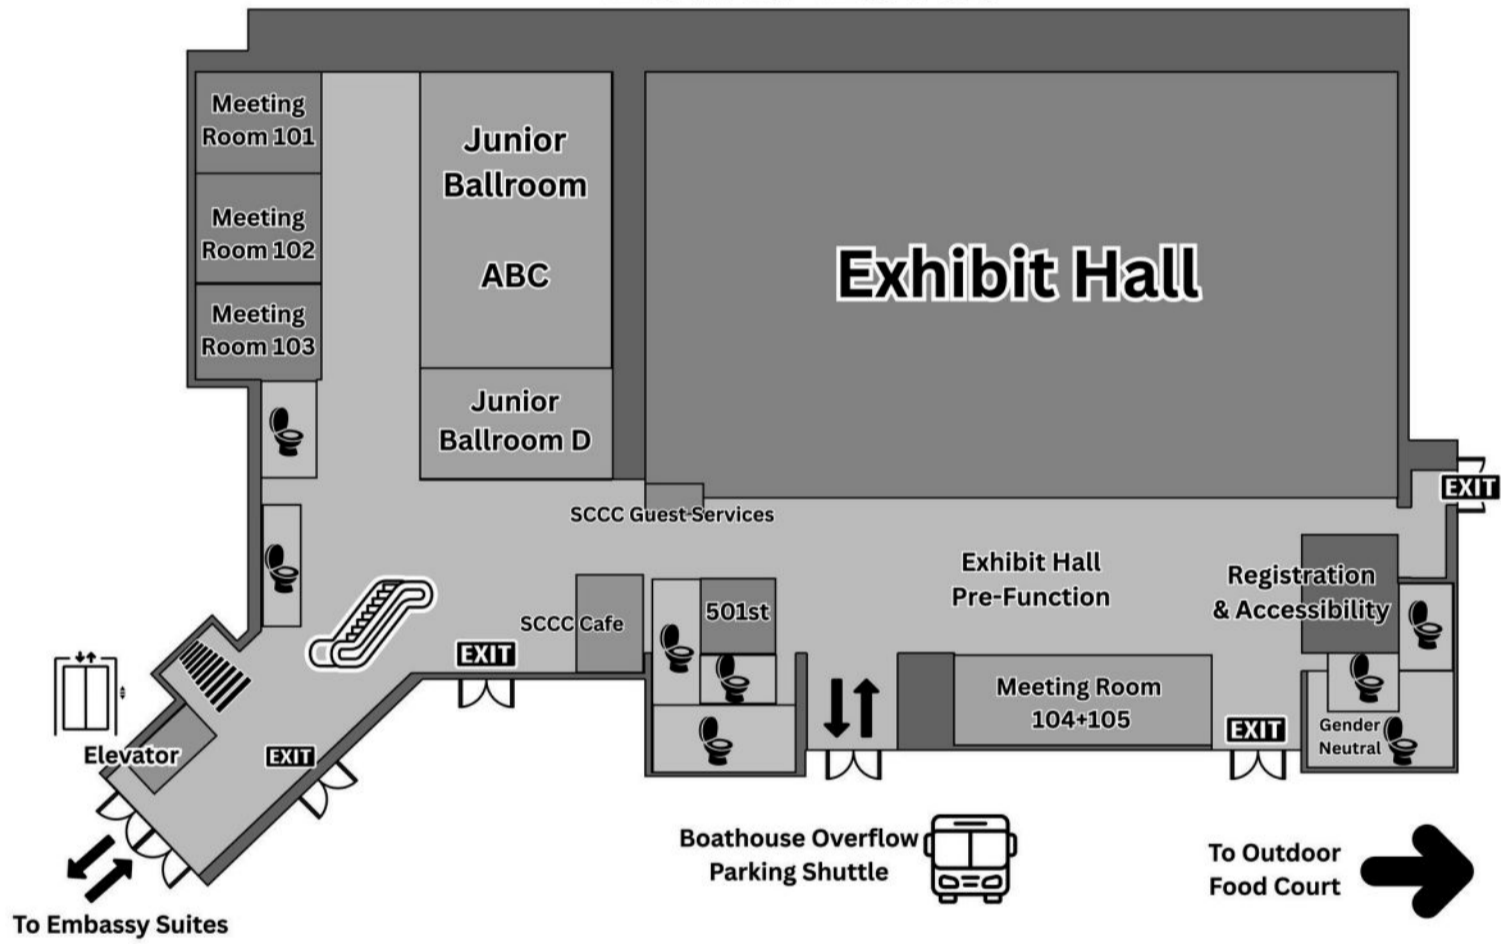 Meeting
Room 101
Meeting
Room 102
Meeting
Room 103
Junior
Ballroom
ABC
Junior
Ballroom D
Exhibit Hall
EXIT
SCCC Guest Services
Exhibit Hall
Pre-Function
Registration
& Accessibility
501st
SCCC Cafe
EXIT
Meeting Room
104+105
EXIT
Gender
Neutral
Elevator
EXIT
Boathouse Overflow
Parking Shuttle
To Outdoor
Food Court
To Embassy Suites